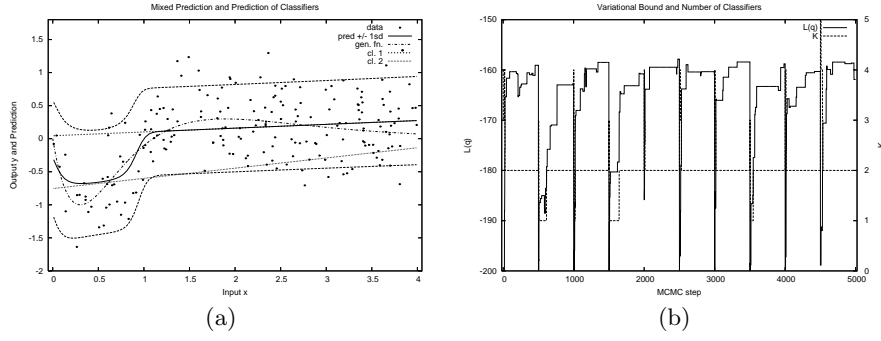 Mixed Prediction and Prediction of Classifiers
data
pred +/- 1sd
gen. fn.
cl. 1
cl. 2
Output y and Prediction
1.5
1
0.5
0
-0.5
-1
-1.5
-2
0 0.5 1 1.5 2 2.5 3 3.5 4
Input x
(a)
Variational Bound and Number of Classifiers
L(q)
K
L(q)
-150
-160
-170
-180
-190
-200
5
4
3
2
1
0
K
0 1000 2000 3000 4000 5000
MCMC step
(b)